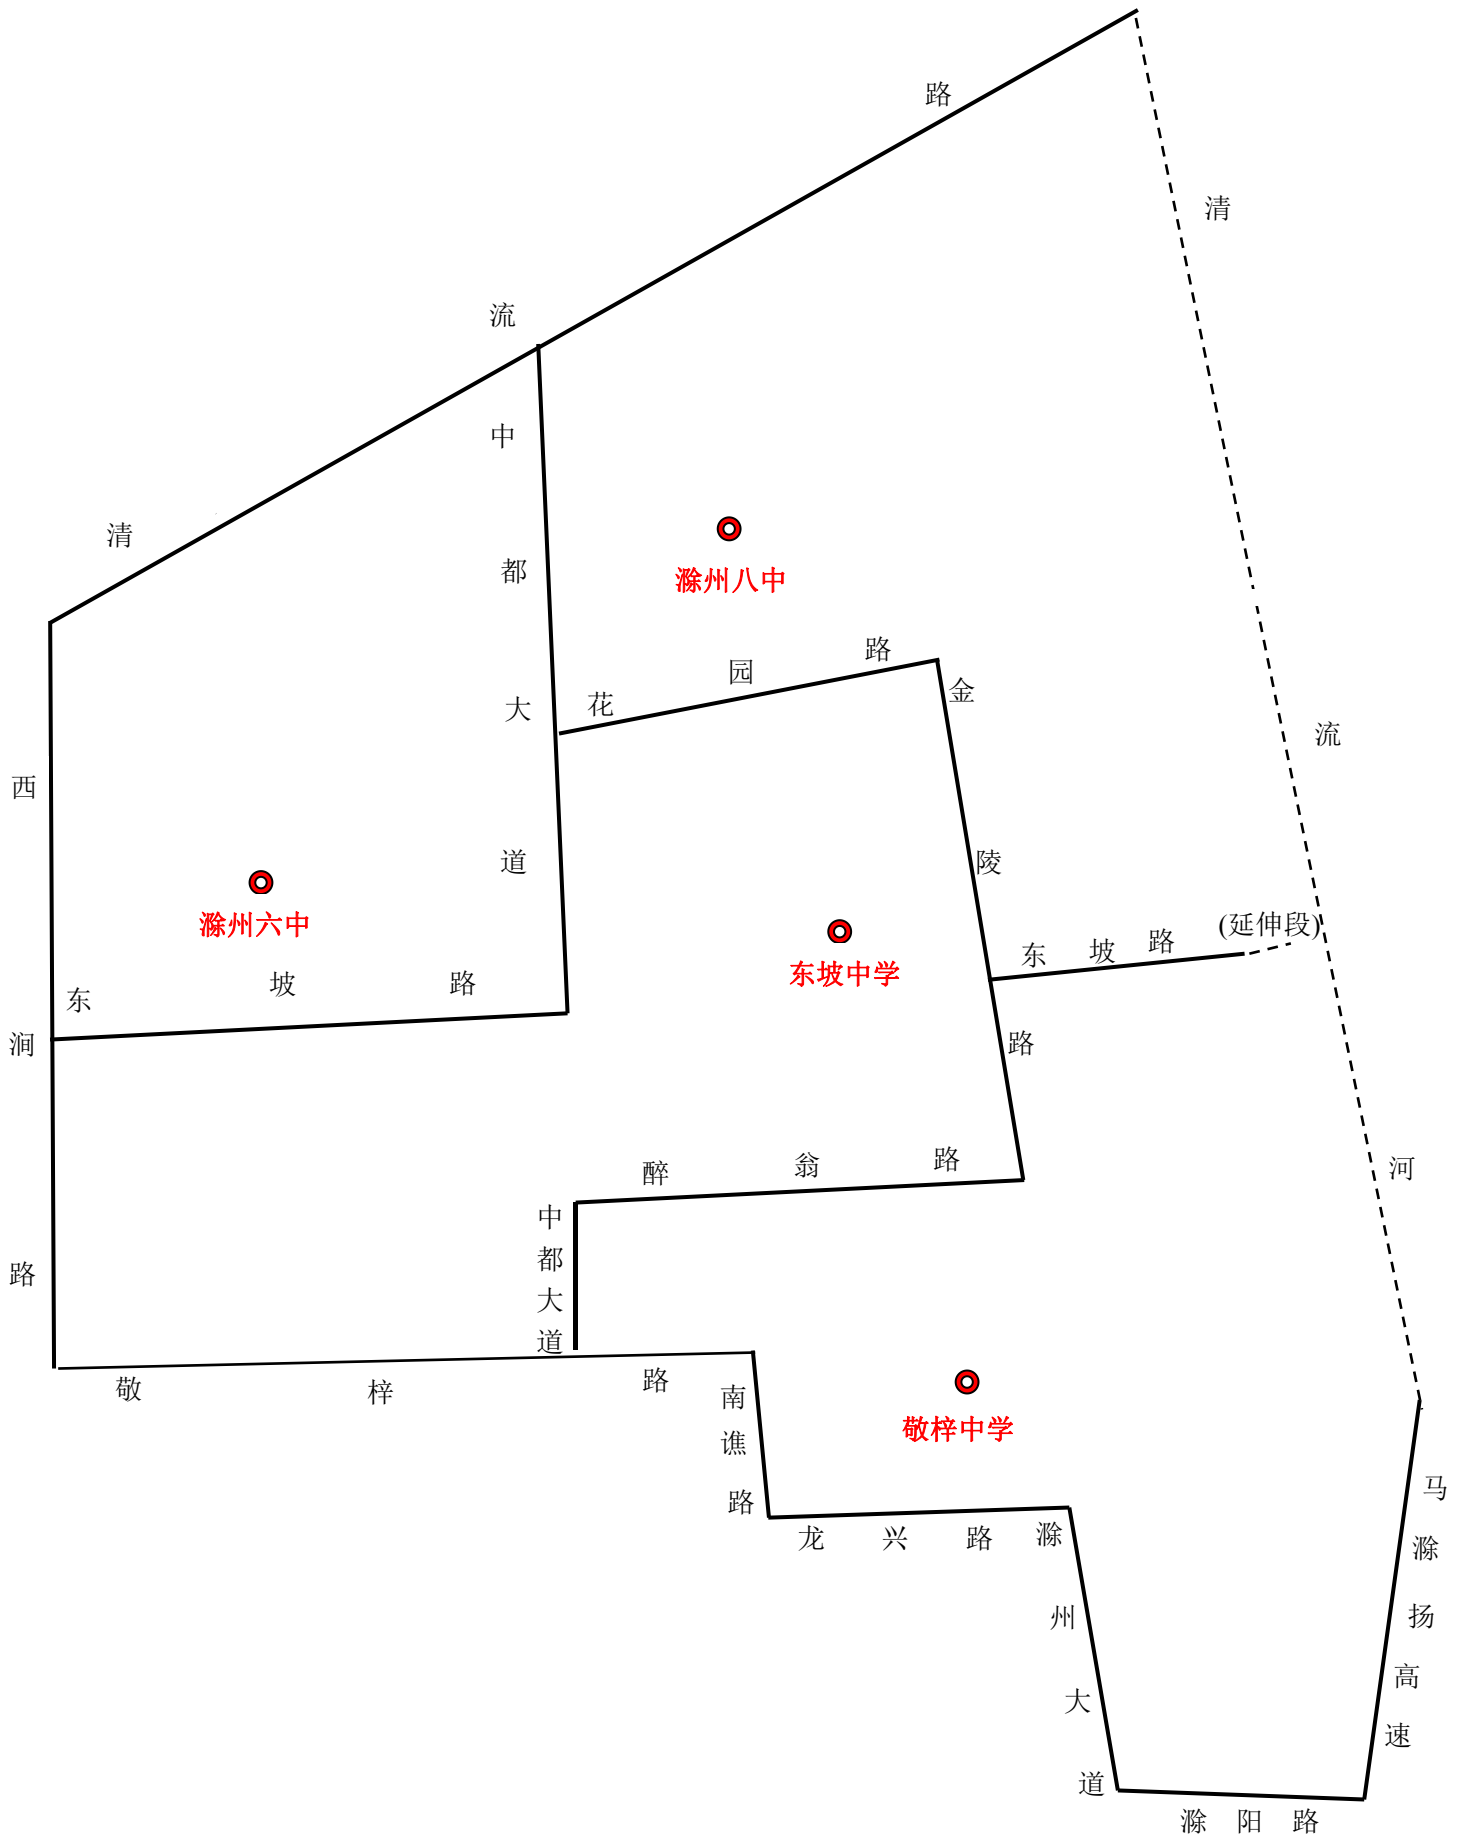 清流路
清流河
中都大道
滁州八中
花园路
金陵路
西涧路
滁州六中
东坡路
东坡中学
东坡路(延伸段)
醉翁路
中都大道
敬梓路
南谯路
敬梓中学
龙兴路
滁州大道
马滁扬高速
滁阳路